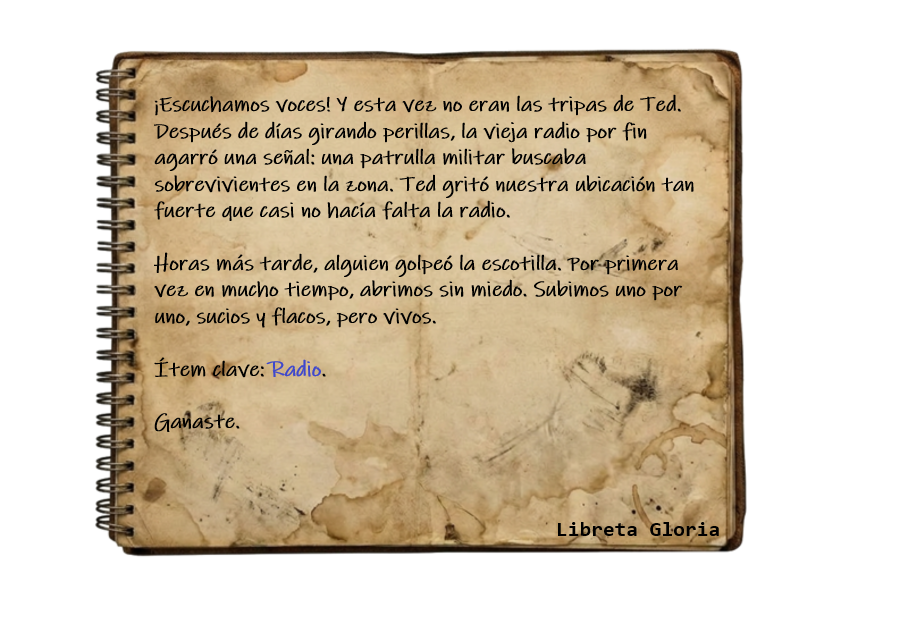 ¡Escuchamos voces! Y esta vez no eran las tripas de Ted.
Después de días girando perillas, la vieja radio por fin
agarró una señal: una patrulla militar buscaba
sobrevivientes en la zona. Ted gritó nuestra ubicación tan
fuerte que casi no hacía falta la radio.
Horas más tarde, alguien golpeó la escotilla. Por primera
vez en mucho tiempo, abrimos sin miedo. Subimos uno por
uno, sucios y flacos, pero vivos.
Ítem clave: Radio.
Ganaste.
Libreta Gloria